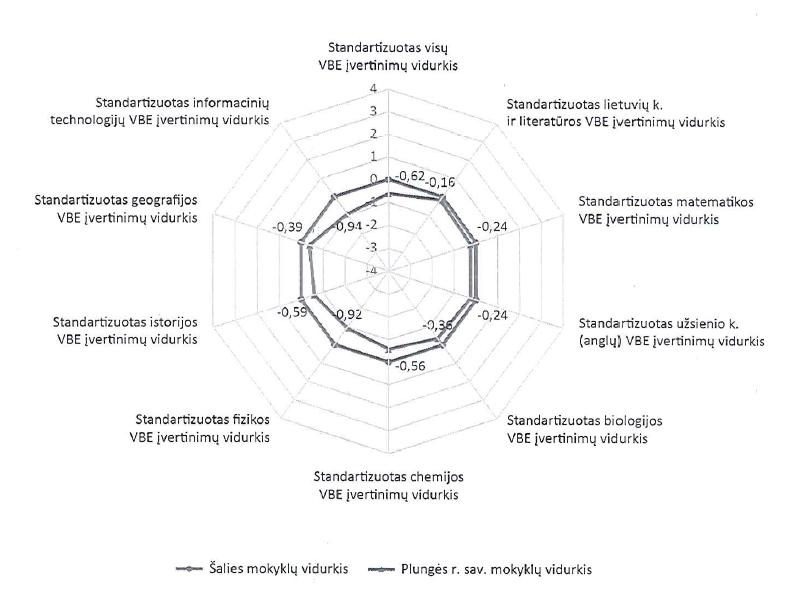 Standartizuotas visų
VBE įvertinimų vidurkis
Standartizuotas informacinių
technologijų VBE įvertinimų vidurkis
Standartizuotas lietuvių k.
ir literatūros VBE įvertinimų vidurkis
Standartizuotas geografijos
VBE įvertinimų vidurkis
Standartizuotas matematikos
VBE įvertinimų vidurkis
4
3
2
1
0
-1
-2
-3
-4
-0,62
-0,16
-0,39
-0,94
-0,24
-0,59
-0,92
-0,36
-0,24
-0,56
Standartizuotas istorijos
VBE įvertinimų vidurkis
Standartizuotas užsienio k.
(anglų) VBE įvertinimų vidurkis
Standartizuotas fizikos
VBE įvertinimų vidurkis
Standartizuotas biologijos
VBE įvertinimų vidurkis
Standartizuotas chemijos
VBE įvertinimų vidurkis
Šalies mokyklų vidurkis
Plungės r. sav. mokyklų vidurkis